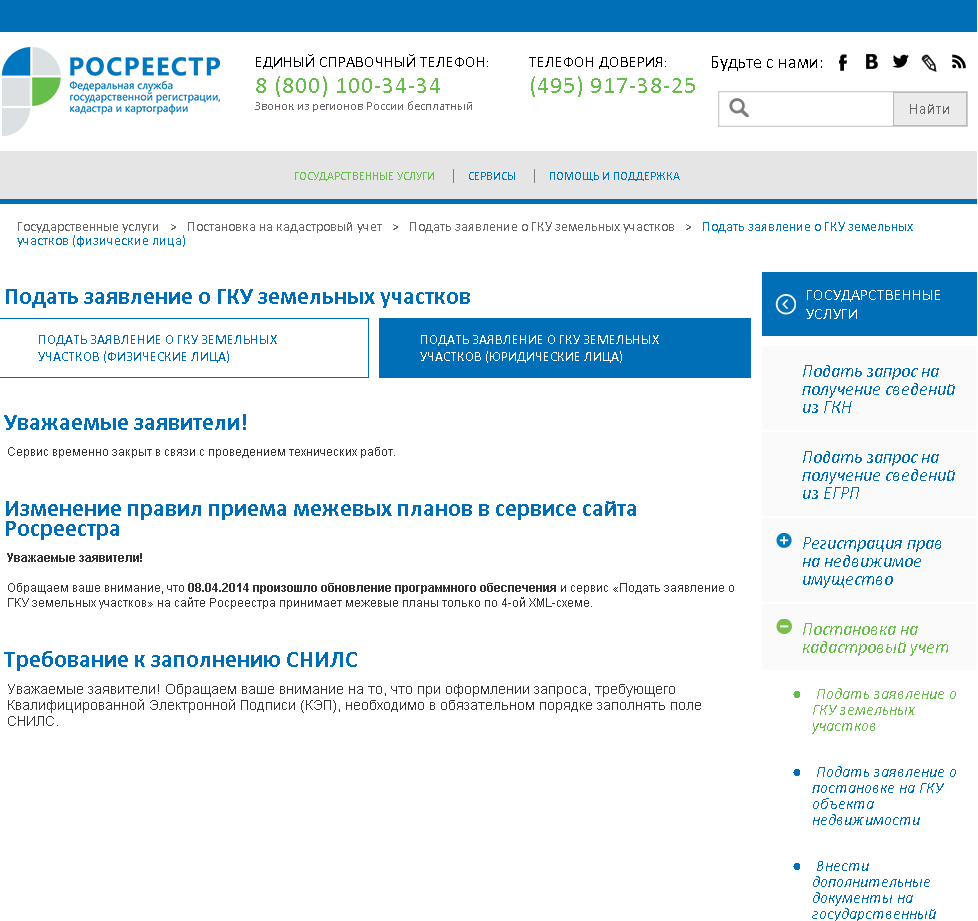 РОСРЕЕСТР
Федеральная служба
государственной регистрации,
кадастра и картографии
ЕДИНЫЙ СПРАВОЧНЫЙ ТЕЛЕФОН:
8 (800) 100-34-34
Звонок из регионов России бесплатный
ТЕЛЕФОН ДОВЕРИЯ:
(495) 917-38-25
Будьте с нами:
Найти
ГОСУДАРСТВЕННЫЕ УСЛУГИ | СЕРВИСЫ | ПОМОЩЬ И ПОДДЕРЖКА
Государственные услуги > Постановка на кадастровый учет > Подать заявление о ГКУ земельных участков > Подать заявление о ГКУ земельных
участков (физические лица)
Подать заявление о ГКУ земельных участков
ПОДАТЬ ЗАЯВЛЕНИЕ О ГКУ ЗЕМЕЛЬНЫХ
УЧАСТКОВ (ФИЗИЧЕСКИЕ ЛИЦА)
ПОДАТЬ ЗАЯВЛЕНИЕ О ГКУ ЗЕМЕЛЬНЫХ
УЧАСТКОВ (ЮРИДИЧЕСКИЕ ЛИЦА)
Уважаемые заявители!
Сервис временно закрыт в связи с проведением технических работ.
Изменение правил приема межевых планов в сервисе сайта
Росреестра
Уважаемые заявители!
Обращаем ваше внимание, что 08.04.2014 произошло обновление программного обеспечения и сервис «Подать заявление о
ГКУ земельных участков» на сайте Росреестра принимает межевые планы только по 4-ой XML-схеме.
Требование к заполнению СНИЛС
Уважаемые заявители! Обращаем ваше внимание на то, что при оформлении запроса, требующего
Квалифицированной Электронной Подписи (КЭП), необходимо в обязательном порядке заполнять поле
СНИЛС.
ГОСУДАРСТВЕННЫЕ
УСЛУГИ
Подать запрос на
получение сведений
из ГКН
Подать запрос на
получение сведений
из ЕГРП
Регистрация прав
на недвижимое
имущество
Постановка на
кадастровый учет
Подать заявление о
ГКУ земельных
участков
Подать заявление о
постановке на ГКУ
объекта
недвижимости
Внести
дополнительные
документы на
государственный